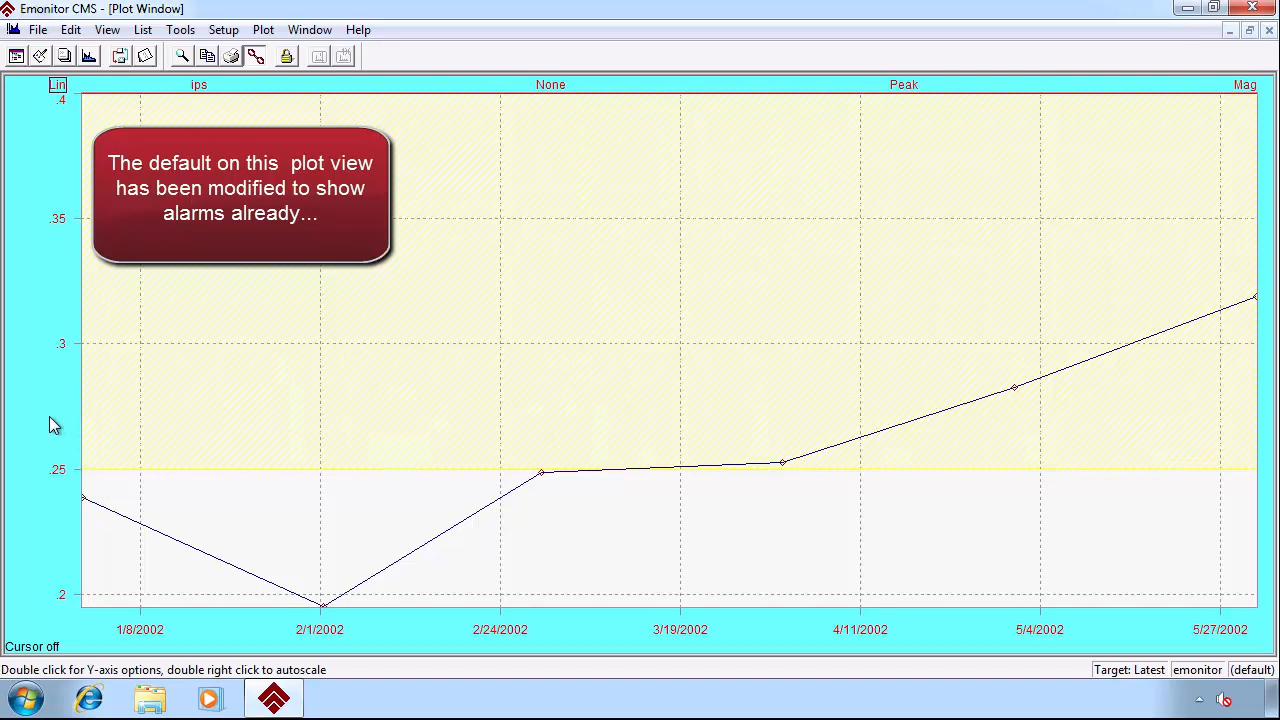 Emonitor CMS - [Plot Window]
File Edit View List Tools Setup Plot Window Help
Lin ips None Peak Mag
.4
The default on this plot view
has been modified to show
alarms already...
.35
.3
.25
.2
1/8/2002 2/1/2002 2/24/2002 3/19/2002 4/11/2002 5/4/2002 5/27/2002
Cursor off
Double click for Y-axis options, double right click to autoscale Target: Latest emonitor (default)